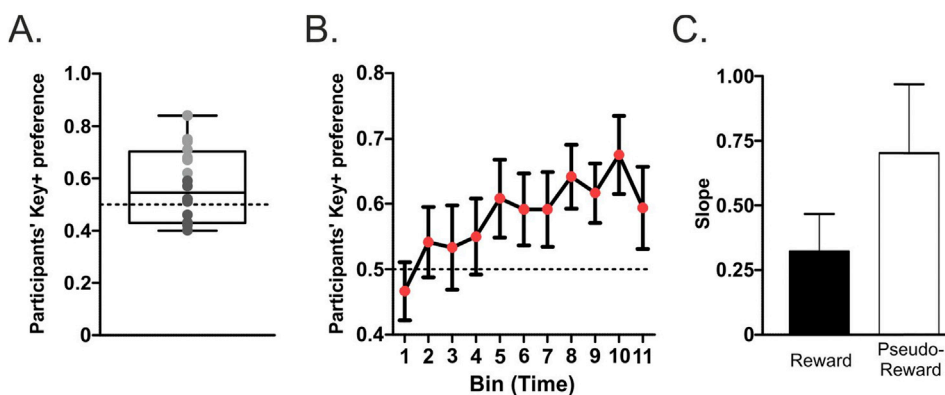 A.
Participants' Key+ preference
1.0
0.8
0.6
0.4
0.2
0
B.
Participants' Key+ preference
0.8
0.7
0.6
0.5
0.4
1 2 3 4 5 6 7 8 9 10 11
Bin (Time)
C.
Slope
1.00
0.75
0.50
0.25
0
Reward
Pseudo-
Reward